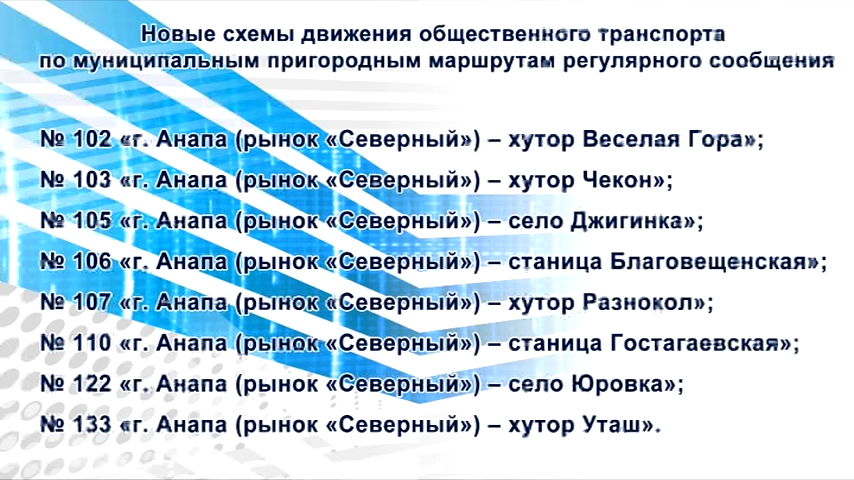 Новые схемы движения общественного транспорта
по муниципальным пригородным маршрутам регулярного сообщения
№ 102 «г. Анапа (рынок «Северный») – хутор Веселая Гора»;
№ 103 «г. Анапа (рынок «Северный») – хутор Чекон»;
№ 105 «г. Анапа (рынок «Северный») – село Джигинка»;
№ 106 «г. Анапа (рынок «Северный») – станица Благовещенская»;
№ 107 «г. Анапа (рынок «Северный») – хутор Разнокол»;
№ 110 «г. Анапа (рынок «Северный») – станица Гостагаевская»;
№ 122 «г. Анапа (рынок «Северный») – село Юровка»;
№ 133 «г. Анапа (рынок «Северный») – хутор Уташ».